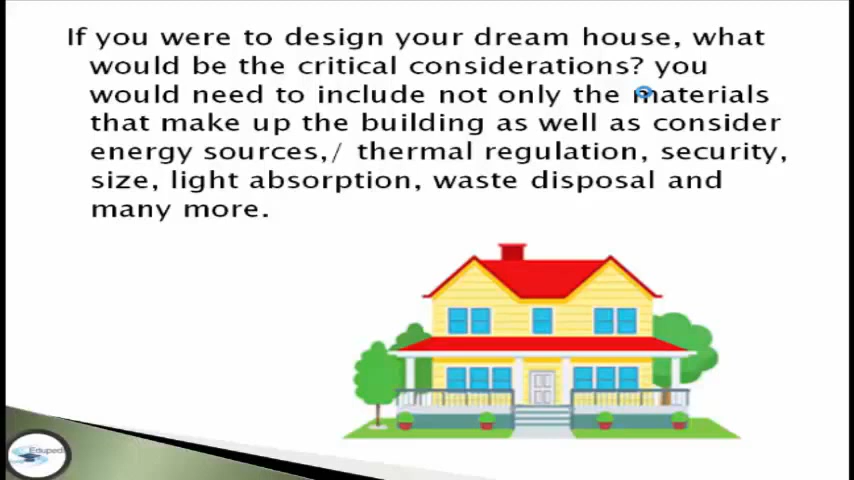 If you were to design your dream house, what
would be the critical considerations? you
would need to include not only the materials
that make up the building as well as consider
energy sources,/ thermal regulation, security,
size, light absorption, waste disposal and
many more.
Edupedi